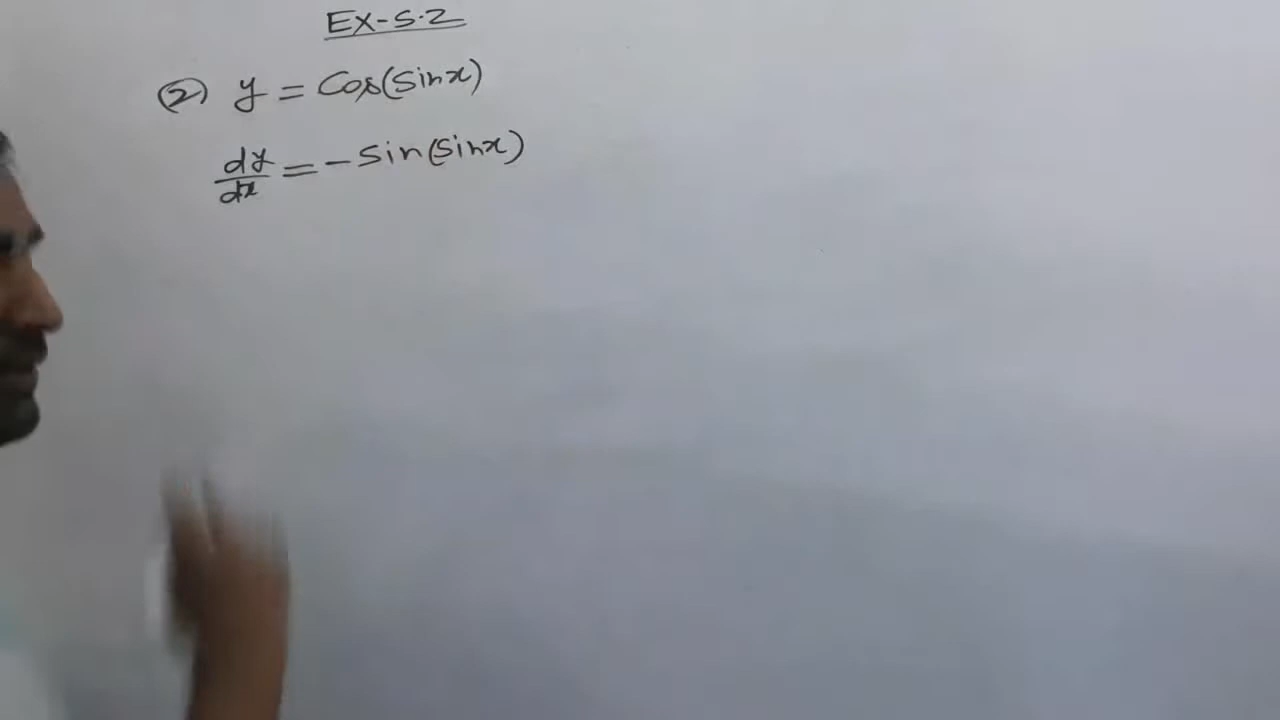 EX-5.2
(2) y = Cos(Sinx)
dy/dx = -Sin(Sinx)